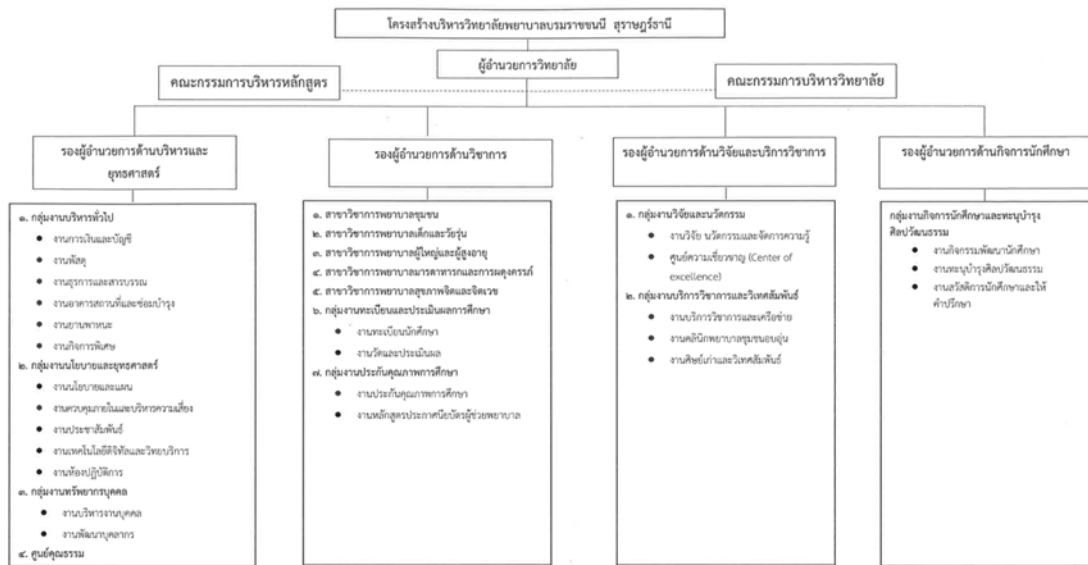 โครงสร้างบริหารวิทยาลัยพยาบาลบรมราชชนนี สุราษฎร์ธานี
ผู้อำนวยการวิทยาลัย
คณะกรรมการบริหารหลักสูตร
คณะกรรมการบริหารวิทยาลัย
รองผู้อำนวยการด้านบริหารและ
ยุทธศาสตร์
๑. กลุ่มงานบริหารทั่วไป
● งานการเงินและบัญชี
● งานพัสดุ
● งานธุรการและสารบรรณ
● งานอาคารสถานที่และซ่อมบำรุง
● งานยานพาหนะ
● งานกิจการพิเศษ
๒. กลุ่มงานนโยบายและยุทธศาสตร์
● งานนโยบายและแผน
● งานควบคุมภายในและบริหารความเสี่ยง
● งานประชาสัมพันธ์
● งานเทคโนโลยีดิจิทัลและวิทยบริการ
● งานห้องปฏิบัติการ
๓. กลุ่มงานทรัพยากรบุคคล
● งานบริหารงานบุคคล
● งานพัฒนาบุคลากร
๔. ศูนย์คุณธรรม
รองผู้อำนวยการด้านวิชาการ
๑. สาขาวิชาการพยาบาลชุมชน
๒. สาขาวิชาการพยาบาลเด็กและวัยรุ่น
๓. สาขาวิชาการพยาบาลผู้ใหญ่และผู้สูงอายุ
๔. สาขาวิชาการพยาบาลมารดาทารกและการผดุงครรภ์
๕. สาขาวิชาการพยาบาลสุขภาพจิตและจิตเวช
๖. กลุ่มงานทะเบียนและประเมินผลการศึกษา
● งานทะเบียนนักศึกษา
● งานวัดและประเมินผล
๗. กลุ่มงานประกันคุณภาพการศึกษา
● งานประกันคุณภาพการศึกษา
● งานหลักสูตรประกาศนียบัตรผู้ช่วยพยาบาล
รองผู้อำนวยการด้านวิจัยและบริการวิชาการ
๑. กลุ่มงานวิจัยและนวัตกรรม
● งานวิจัย นวัตกรรมและจัดการความรู้
● ศูนย์ความเชี่ยวชาญ (Center of
excellence)
๒. กลุ่มงานบริการวิชาการและวิเทศสัมพันธ์
● งานบริการวิชาการและเครือข่าย
● งานคลินิกพยาบาลชุมชนอบอุ่น
● งานศิษย์เก่าและวิเทศสัมพันธ์
รองผู้อำนวยการด้านกิจการนักศึกษา
กลุ่มงานกิจการนักศึกษาและทะนุบำรุง
ศิลปวัฒนธรรม
● งานกิจกรรมพัฒนานักศึกษา
● งานทะนุบำรุงศิลปวัฒนธรรม
● งานสวัสดิการนักศึกษาและให้
คำปรึกษา